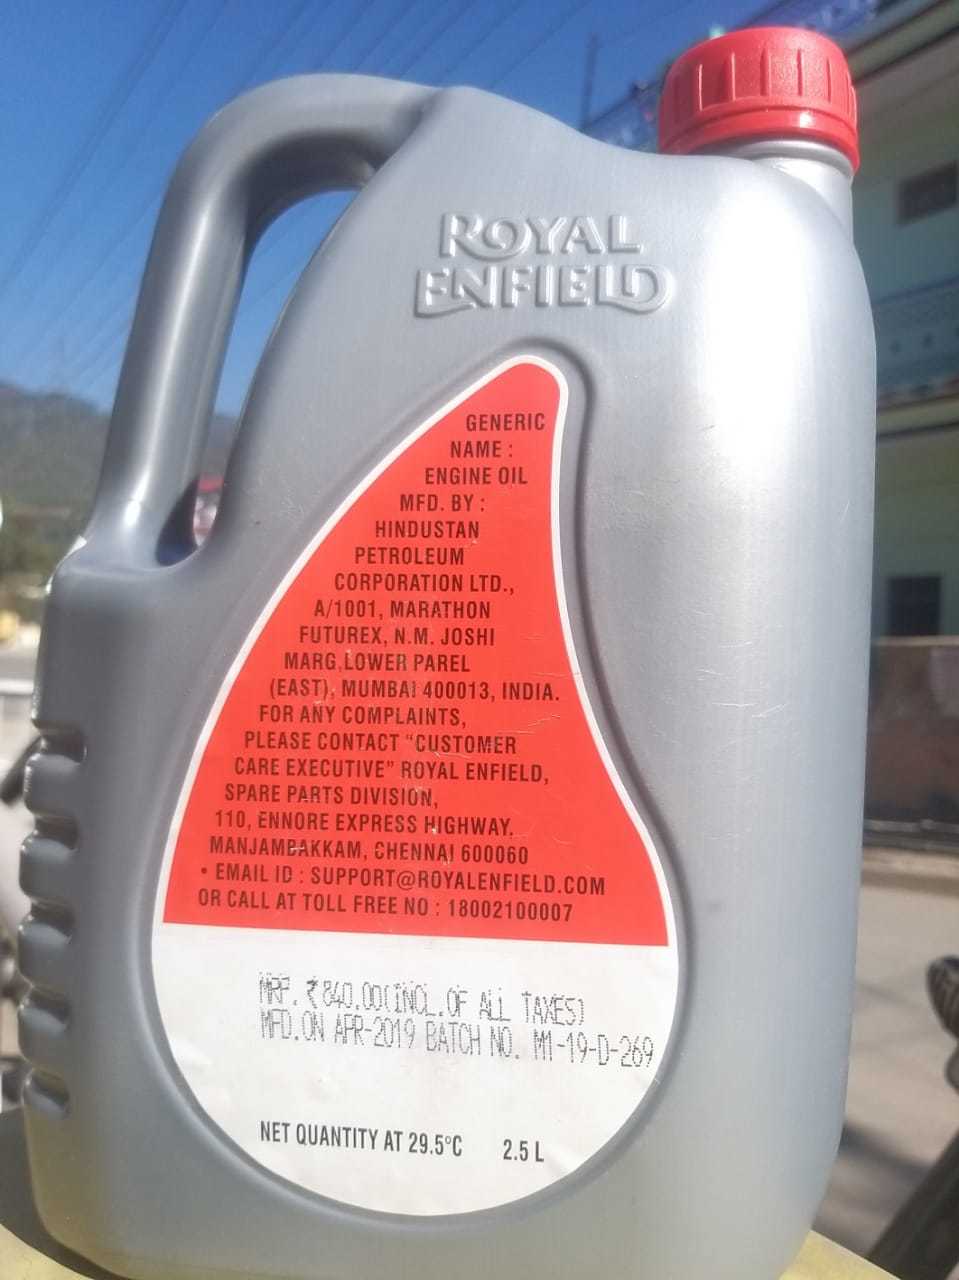 ROYAL
ENFIELD
GENERIC
NAME :
ENGINE OIL
MFD. BY :
HINDUSTAN
PETROLEUM
CORPORATION LTD.,
A/1001, MARATHON
FUTUREX, N.M. JOSHI
MARG,LOWER PAREL
(EAST), MUMBAI 400013, INDIA.
FOR ANY COMPLAINTS,
PLEASE CONTACT "CUSTOMER
CARE EXECUTIVE" ROYAL ENFIELD,
SPARE PARTS DIVISION,
110, ENNORE EXPRESS HIGHWAY.
MANJAMBAKKAM, CHENNAI 600060
• EMAIL ID : SUPPORT@ROYALENFIELD.COM
OR CALL AT TOLL FREE NO : 18002100007
MRP. ₹ 840.00(INCL.OF ALL TAXES)
MFD.ON APR-2019 BATCH NO. M1-19-D-269
NET QUANTITY AT 29.5°C 2.5 L